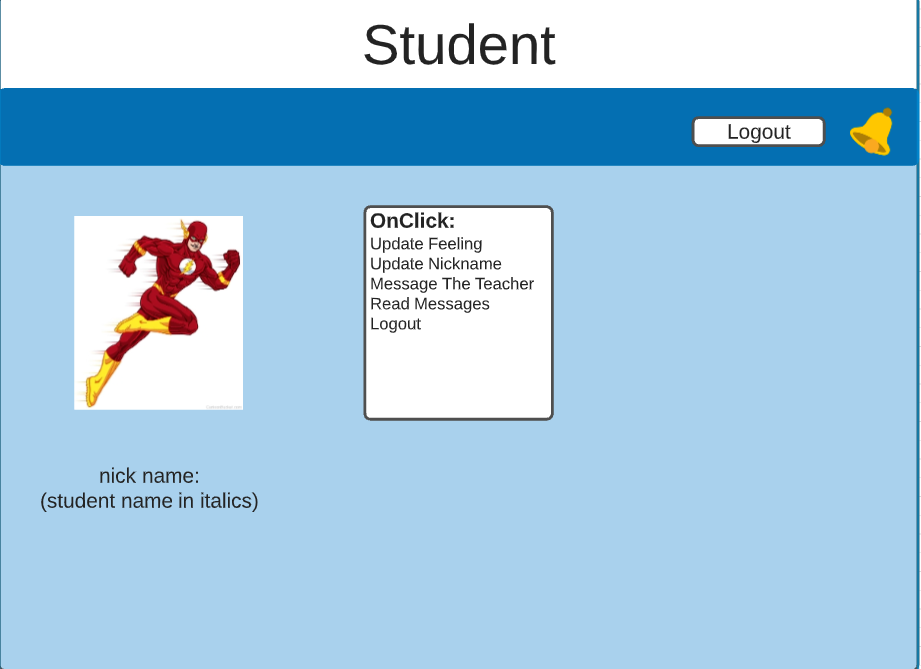 Student
Logout
OnClick:
Update Feeling
Update Nickname
Message The Teacher
Read Messages
Logout
nick name:
(student name in italics)